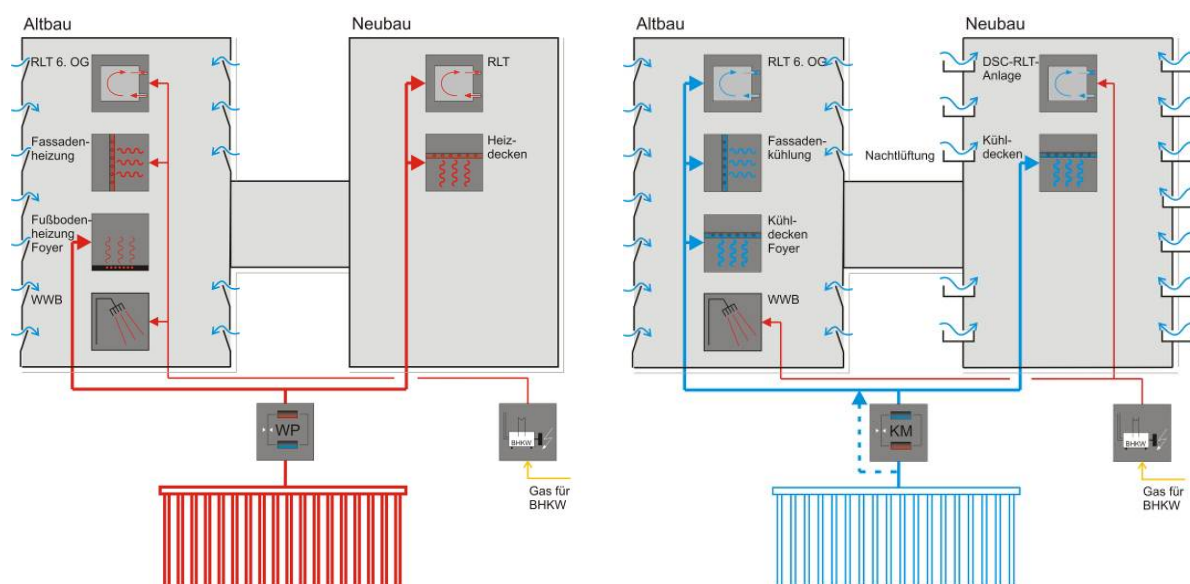 Altbau
Neubau
RLT 6. OG
RLT
Fassaden-
heizung
Heiz-
decken
Fußboden-
heizung
Foyer
WWB
WP
BHKW
Gas für
BHKW
Altbau
Neubau
RLT 6. OG
DSC-RLT-
Anlage
Fassaden-
kühlung
Nachtlüftung
Kühl-
decken
Kühl-
decken
Foyer
WWB
KM
BHKW
Gas für
BHKW